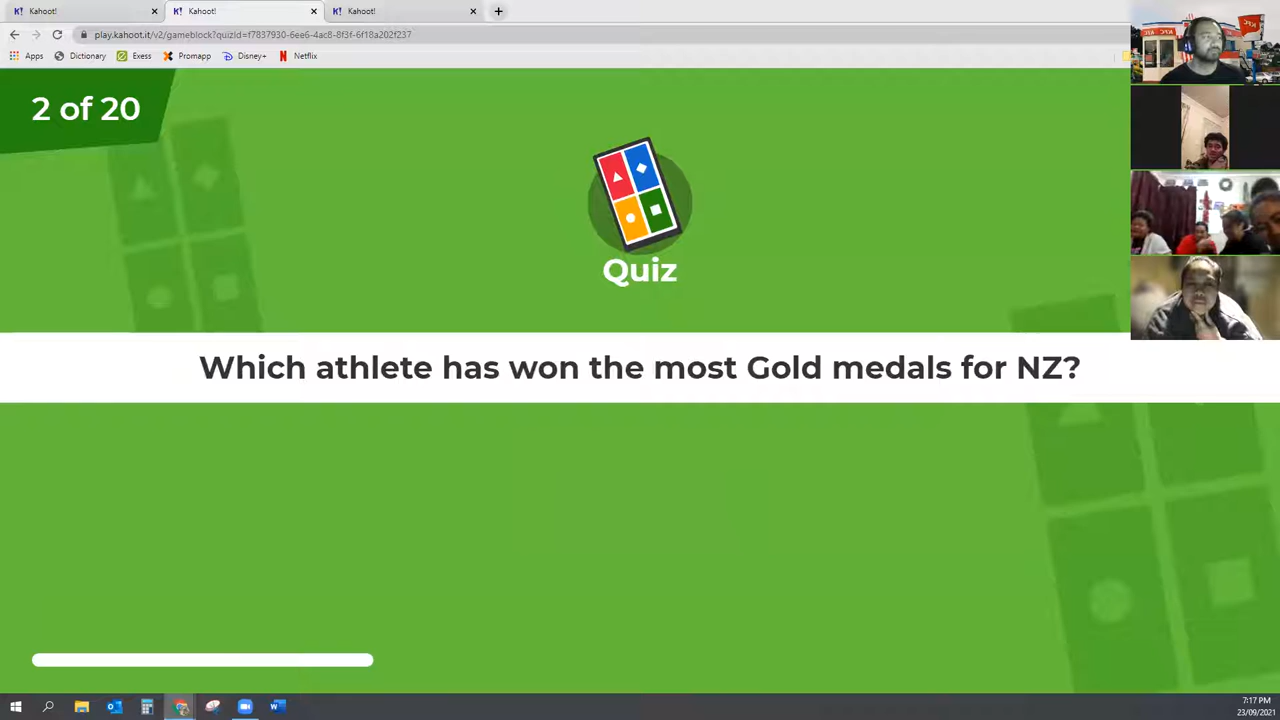 Kahoot!
Kahoot!
Kahoot!
play.kahoot.it/v2/gameblock?quizId=f7837930-6ee6-4ac8-8f3f-6f18a202f237
Apps Dictionary Exess Promapp Disney+ Netflix
2 of 20
Quiz
Which athlete has won the most Gold medals for NZ?
7:17 PM
23/09/2021